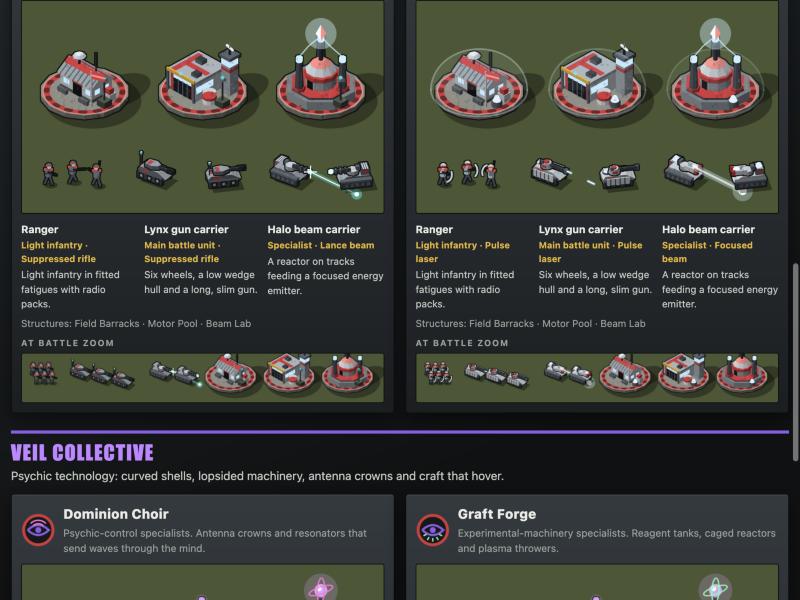 Ranger
Light infantry ·
Suppressed rifle
Light infantry in fitted
fatigues with radio
packs.
Lynx gun carrier
Main battle unit ·
Suppressed rifle
Six wheels, a low wedge
hull and a long, slim gun.
Halo beam carrier
Specialist · Lance beam
A reactor on tracks
feeding a focused energy
emitter.
Structures: Field Barracks · Motor Pool · Beam Lab
AT BATTLE ZOOM
Ranger
Light infantry · Pulse
laser
Light infantry in fitted
fatigues with radio
packs.
Lynx gun carrier
Main battle unit · Pulse
laser
Six wheels, a low wedge
hull and a long, slim gun.
Halo beam carrier
Specialist · Focused
beam
A reactor on tracks
feeding a focused energy
emitter.
Structures: Field Barracks · Motor Pool · Beam Lab
AT BATTLE ZOOM
VEIL COLLECTIVE
Psychic technology: curved shells, lopsided machinery, antenna crowns and craft that hover.
Dominion Choir
Psychic-control specialists. Antenna crowns and resonators that
send waves through the mind.
Graft Forge
Experimental-machinery specialists. Reagent tanks, caged reactors
and plasma throwers.